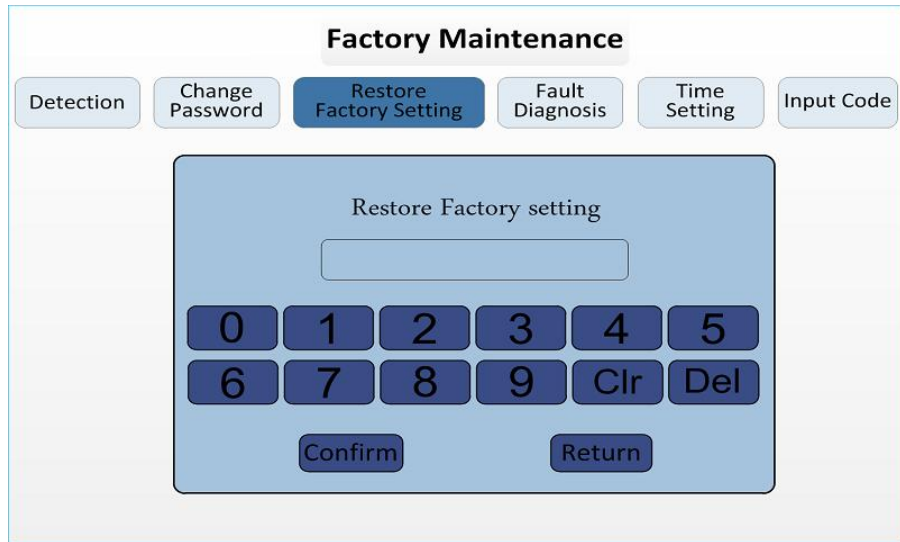 Factory Maintenance
Detection
Change
Password
Restore
Factory Setting
Fault
Diagnosis
Time
Setting
Input Code
Restore Factory setting
0 1 2 3 4 5
6 7 8 9 Clr Del
Confirm Return